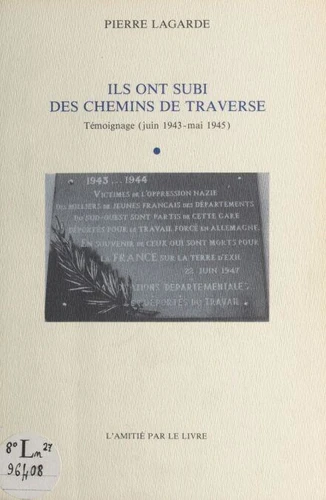 PIERRE LAGARDE
ILS ONT SUBI
DES CHEMINS DE TRAVERSE
Témoignage (juin 1943-mai 1945)
1943 ... 1944
VICTIMES DE L'OPPRESSION NAZIE
DES MILLIERS DE JEUNES FRANÇAIS DES DÉPARTEMENTS
DU SUD-OUEST SONT PARTIS DE CETTE GARE
DÉPORTÉS POUR LE TRAVAIL FORCÉ EN ALLEMAGNE
EN SOUVENIR DE CEUX QUI SONT MORTS POUR
LA FRANCE SUR LA TERRE D'EXIL
22 JUIN 1947
DÉPARTEMENTALES
DÉPORTÉS DU TRAVAIL
L'AMITIÉ PAR LE LIVRE
8° Ln 27
96408